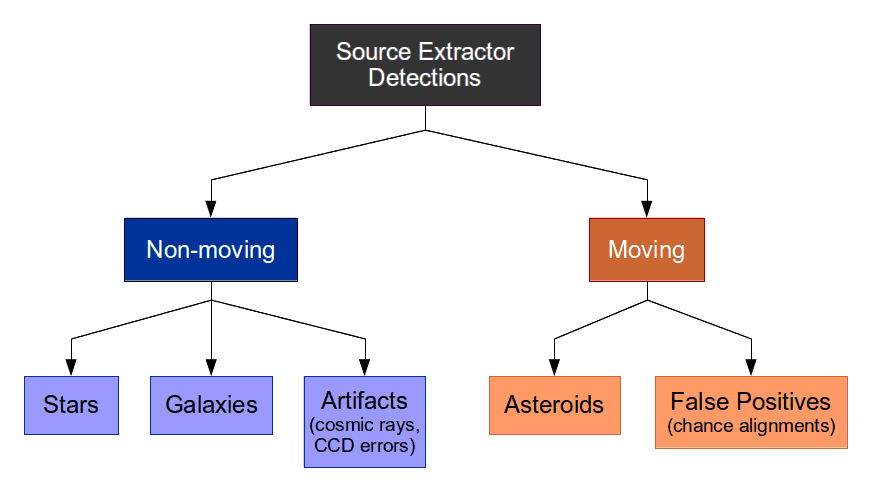 Source Extractor
Detections
Non-moving
Moving
Stars
Galaxies
Artifacts
(cosmic rays,
CCD errors)
Asteroids
False Positives
(chance alignments)